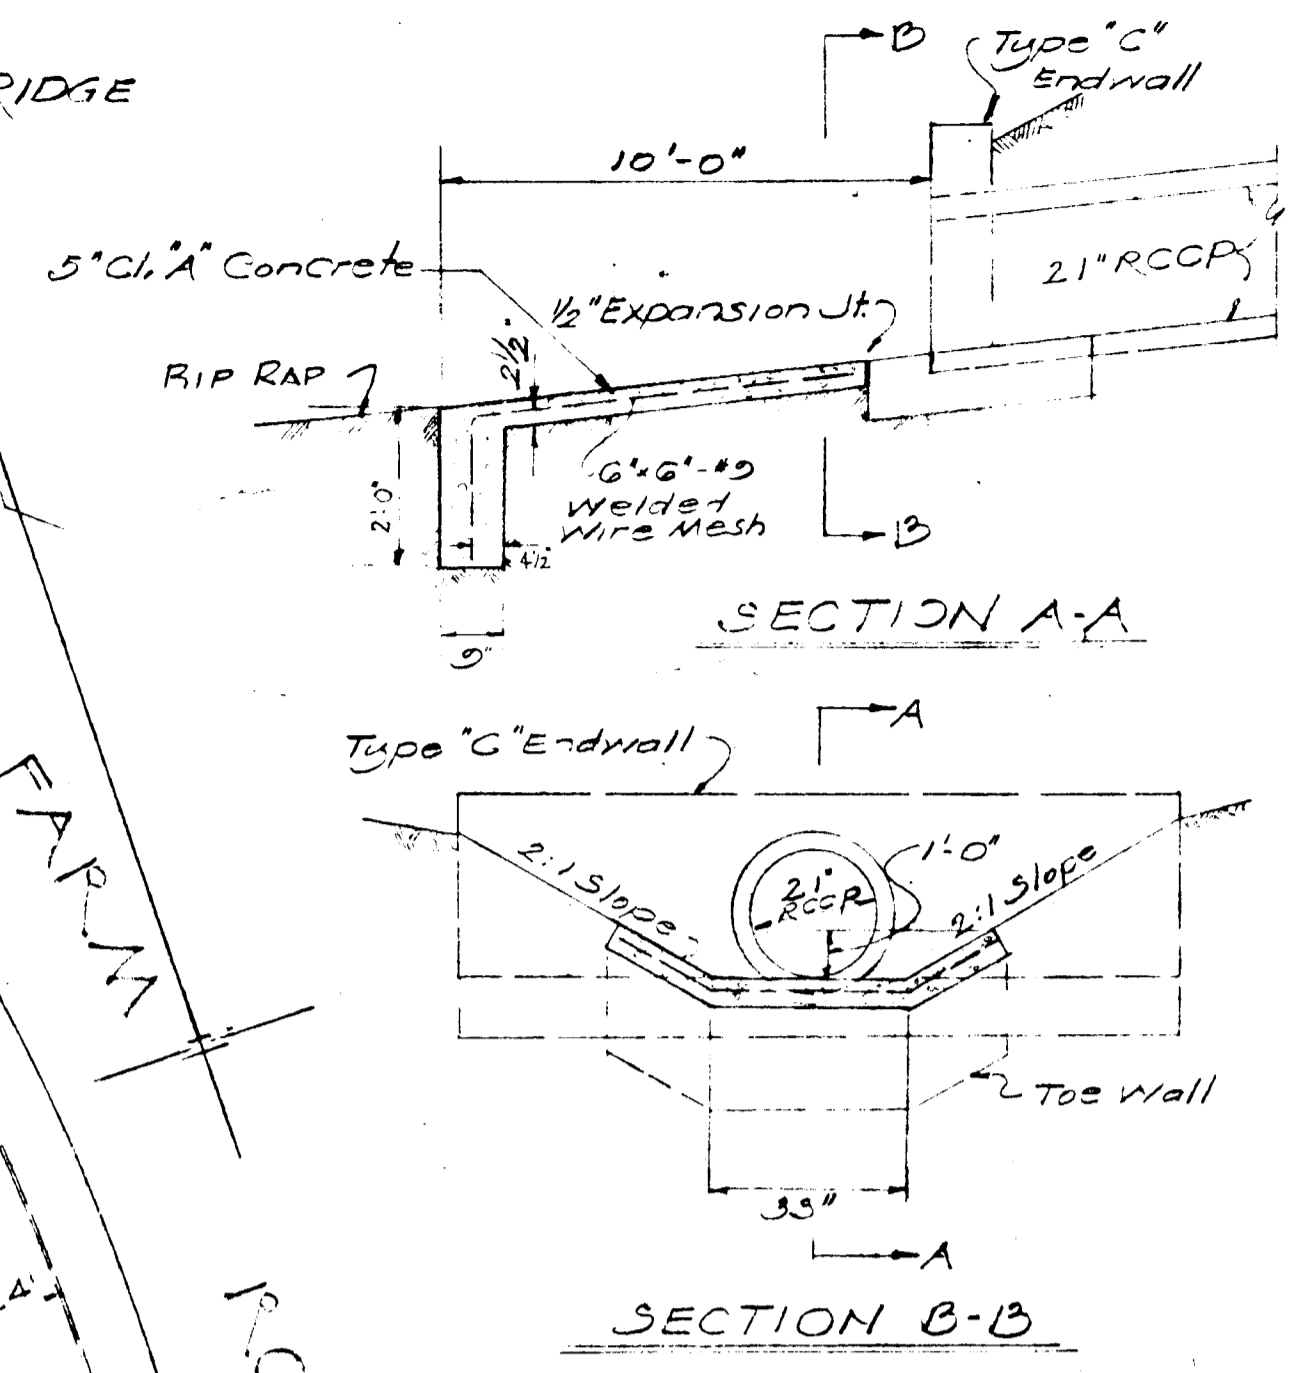 RIDGE
B
Type "C"
Endwall
10'-0"
5" Cl. "A" Concrete
21" RCCP
1/2" Expansion Jt.
2 1/2"
RIP RAP
2'-0"
6"x6"-#9
Welded
Wire Mesh
B
4 1/2"
9"
SECTION A-A
A
Type "C" Endwall
1'-0"
2:1 Slope
21"
RCCP
2:1 Slope
FARM
Toe Wall
33"
A
SECTION B-B